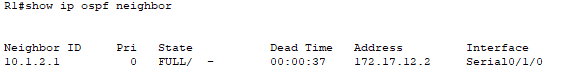 R1#show ip ospf neighbor
Neighbor ID     Pri   State           Dead Time   Address         Interface
10.1.2.1          0   FULL/  -        00:00:37    172.17.12.2     Serial0/1/0